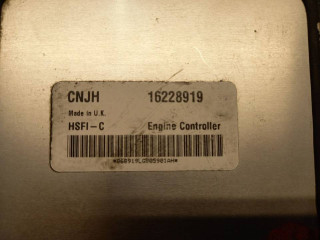 CNJH 16228919
Made in U.K.
HSFI-C Engine Controller